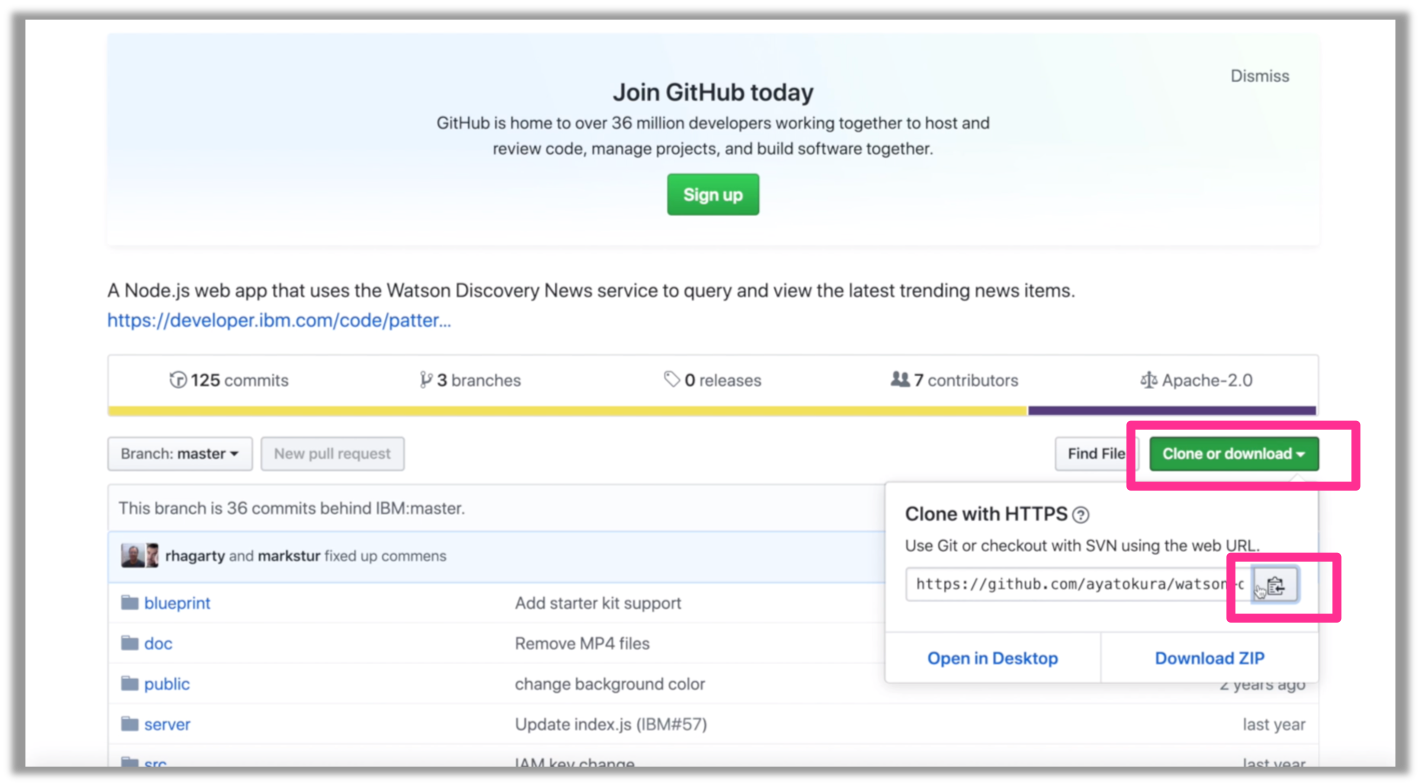 Dismiss
Join GitHub today
GitHub is home to over 36 million developers working together to host and
review code, manage projects, and build software together.
Sign up
A Node.js web app that uses the Watson Discovery News service to query and view the latest trending news items.
https://developer.ibm.com/code/patter...
125 commits 3 branches 0 releases 7 contributors Apache-2.0
Branch: master New pull request Find File Clone or download
This branch is 36 commits behind IBM:master.
Clone with HTTPS
Use Git or checkout with SVN using the web URL.
rhagarty and markstur fixed up commens
https://github.com/ayatokura/watson-
blueprint Add starter kit support
doc Remove MP4 files
Open in Desktop Download ZIP
public change background color 2 years ago
server Update index.js (IBM#57) last year
src IAM key change last year